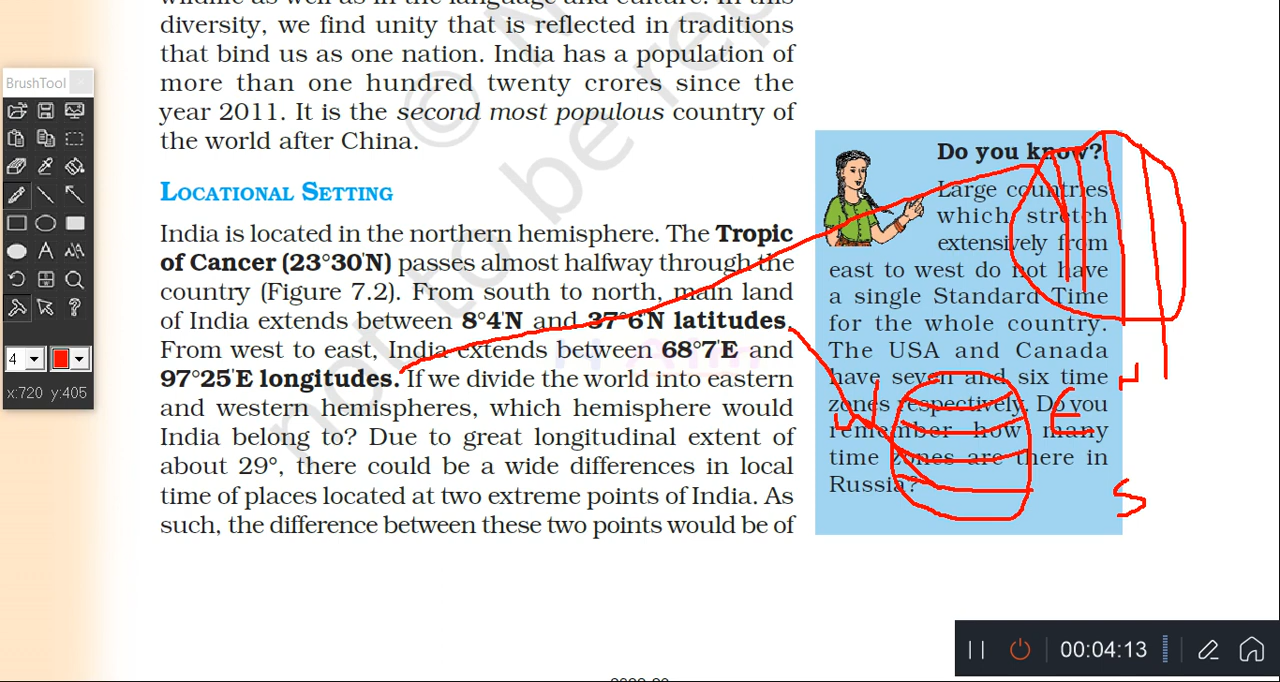 wildlife as well as in the language and culture. In this
diversity, we find unity that is reflected in traditions
that bind us as one nation. India has a population of
more than one hundred twenty crores since the
year 2011. It is the second most populous country of
the world after China.
LOCATIONAL SETTING
India is located in the northern hemisphere. The Tropic
of Cancer (23°30'N) passes almost halfway through the
country (Figure 7.2). From south to north, main land
of India extends between 8°4'N and 37°6'N latitudes.
From west to east, India extends between 68°7'E and
97°25'E longitudes. If we divide the world into eastern
and western hemispheres, which hemisphere would
India belong to? Due to great longitudinal extent of
about 29°, there could be a wide differences in local
time of places located at two extreme points of India. As
such, the difference between these two points would be of
Do you know?
Large countries
which stretch
extensively from
east to west do not have
a single Standard Time
for the whole country.
The USA and Canada
have seven and six time
zones respectively. Do you
remember how many
time zones are there in
Russia?
E
S
not to be rep
BrushTool
4
x:720 y:405
00:04:13